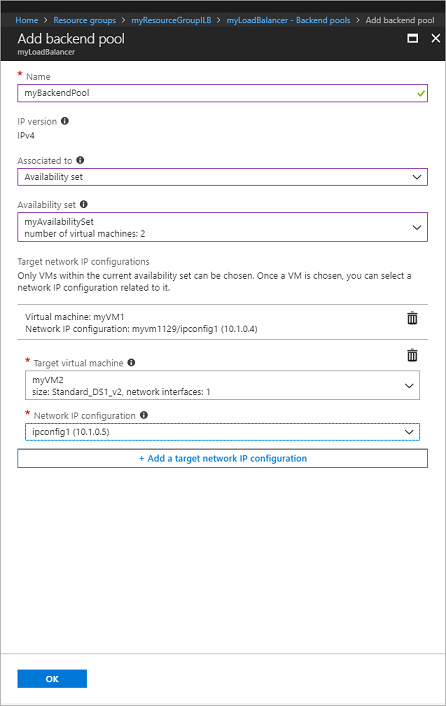 Home > Resource groups > myResourceGroupILB > myLoadBalancer - Backend pools > Add backend pool
Add backend pool
myLoadBalancer
* Name
myBackendPool
IP version
IPv4
Associated to
Availability set
Availability set
myAvailabilitySet
number of virtual machines: 2
Target network IP configurations
Only VMs within the current availability set can be chosen. Once a VM is chosen, you can select a
network IP configuration related to it.
Virtual machine: myVM1
Network IP configuration: myvm1129/ipconfig1 (10.1.0.4)
* Target virtual machine
myVM2
size: Standard_DS1_v2, network interfaces: 1
* Network IP configuration
ipconfig1 (10.1.0.5)
+ Add a target network IP configuration
OK